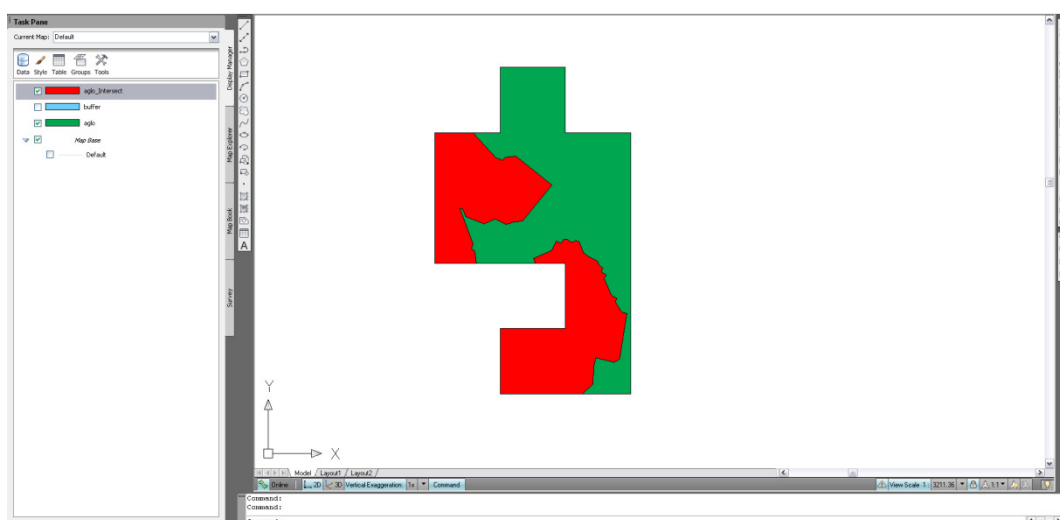 Task Pane
Current Map: Default
Data Style Table Groups Tools
aglo_Intersect
buffer
aglo
Map Base
Default
Display Manager
Map Explorer
Map Book
Survey
A
Y
X
Model Layout1 Layout2
Online 2D 3D Vertical Exaggeration: 1x Command
View Scale 1: 3211.36 1:1
Command:
Command: